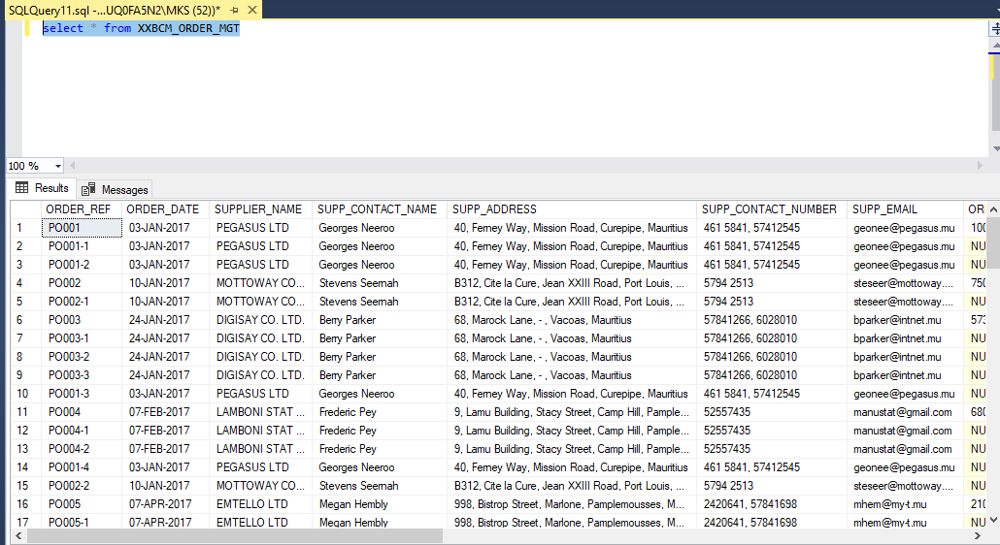 SQLQuery11.sql -...UQ0FA5N2\MKS (52))*
select * from XXBCM_ORDER_MGT
100 %
Results Messages
ORDER_REF ORDER_DATE SUPPLIER_NAME SUPP_CONTACT_NAME SUPP_ADDRESS SUPP_CONTACT_NUMBER SUPP_EMAIL ORI
1 PO001 03-JAN-2017 PEGASUS LTD Georges Neeroo 40, Ferney Way, Mission Road, Curepipe, Mauritius 461 5841, 57412545 geonee@pegasus.mu 100
2 PO001-1 03-JAN-2017 PEGASUS LTD Georges Neeroo 40, Ferney Way, Mission Road, Curepipe, Mauritius 461 5841, 57412545 geonee@pegasus.mu NU
3 PO001-2 03-JAN-2017 PEGASUS LTD Georges Neeroo 40, Ferney Way, Mission Road, Curepipe, Mauritius 461 5841, 57412545 geonee@pegasus.mu NU
4 PO002 10-JAN-2017 MOTTOWAY CO... Stevens Seernah B312, Cite la Cure, Jean XXIII Road, Port Louis, ... 5794 2513 steseer@mottoway.... 750
5 PO002-1 10-JAN-2017 MOTTOWAY CO... Stevens Seernah B312, Cite la Cure, Jean XXIII Road, Port Louis, ... 5794 2513 steseer@mottoway.... NU
6 PO003 24-JAN-2017 DIGISAY CO. LTD. Berry Parker 68, Marock Lane, - , Vacoas, Mauritius 57841266, 6028010 bparker@intnet.mu 573
7 PO003-1 24-JAN-2017 DIGISAY CO. LTD. Berry Parker 68, Marock Lane, - , Vacoas, Mauritius 57841266, 6028010 bparker@intnet.mu NU
8 PO003-2 24-JAN-2017 DIGISAY CO. LTD. Berry Parker 68, Marock Lane, - , Vacoas, Mauritius 57841266, 6028010 bparker@intnet.mu NU
9 PO003-3 24-JAN-2017 DIGISAY CO. LTD. Berry Parker 68, Marock Lane, - , Vacoas, Mauritius 57841266, 6028010 bparker@intnet.mu NU
10 PO001-3 03-JAN-2017 PEGASUS LTD Georges Neeroo 40, Ferney Way, Mission Road, Curepipe, Mauritius 461 5841, 57412545 geonee@pegasus.mu NU
11 PO004 07-FEB-2017 LAMBONI STAT ... Frederic Pey 9, Lamu Building, Stacy Street, Camp Hill, Pample... 52557435 manustat@gmail.com 680
12 PO004-1 07-FEB-2017 LAMBONI STAT ... Frederic Pey 9, Lamu Building, Stacy Street, Camp Hill, Pample... 52557435 manustat@gmail.com NU
13 PO004-2 07-FEB-2017 LAMBONI STAT ... Frederic Pey 9, Lamu Building, Stacy Street, Camp Hill, Pample... 52557435 manustat@gmail.com NU
14 PO001-4 03-JAN-2017 PEGASUS LTD Georges Neeroo 40, Ferney Way, Mission Road, Curepipe, Mauritius 461 5841, 57412545 geonee@pegasus.mu NU
15 PO002-2 10-JAN-2017 MOTTOWAY CO... Stevens Seernah B312, Cite la Cure, Jean XXIII Road, Port Louis, ... 5794 2513 steseer@mottoway.... NU
16 PO005 07-APR-2017 EMTELLO LTD Megan Hembly 998, Bistrop Street, Marlone, Pamplemousses, M... 2420641, 57841698 mhem@my-t.mu 210
17 PO005-1 07-APR-2017 EMTELLO LTD Megan Hembly 998, Bistrop Street, Marlone, Pamplemousses, M... 2420641, 57841698 mhem@my-t.mu NU